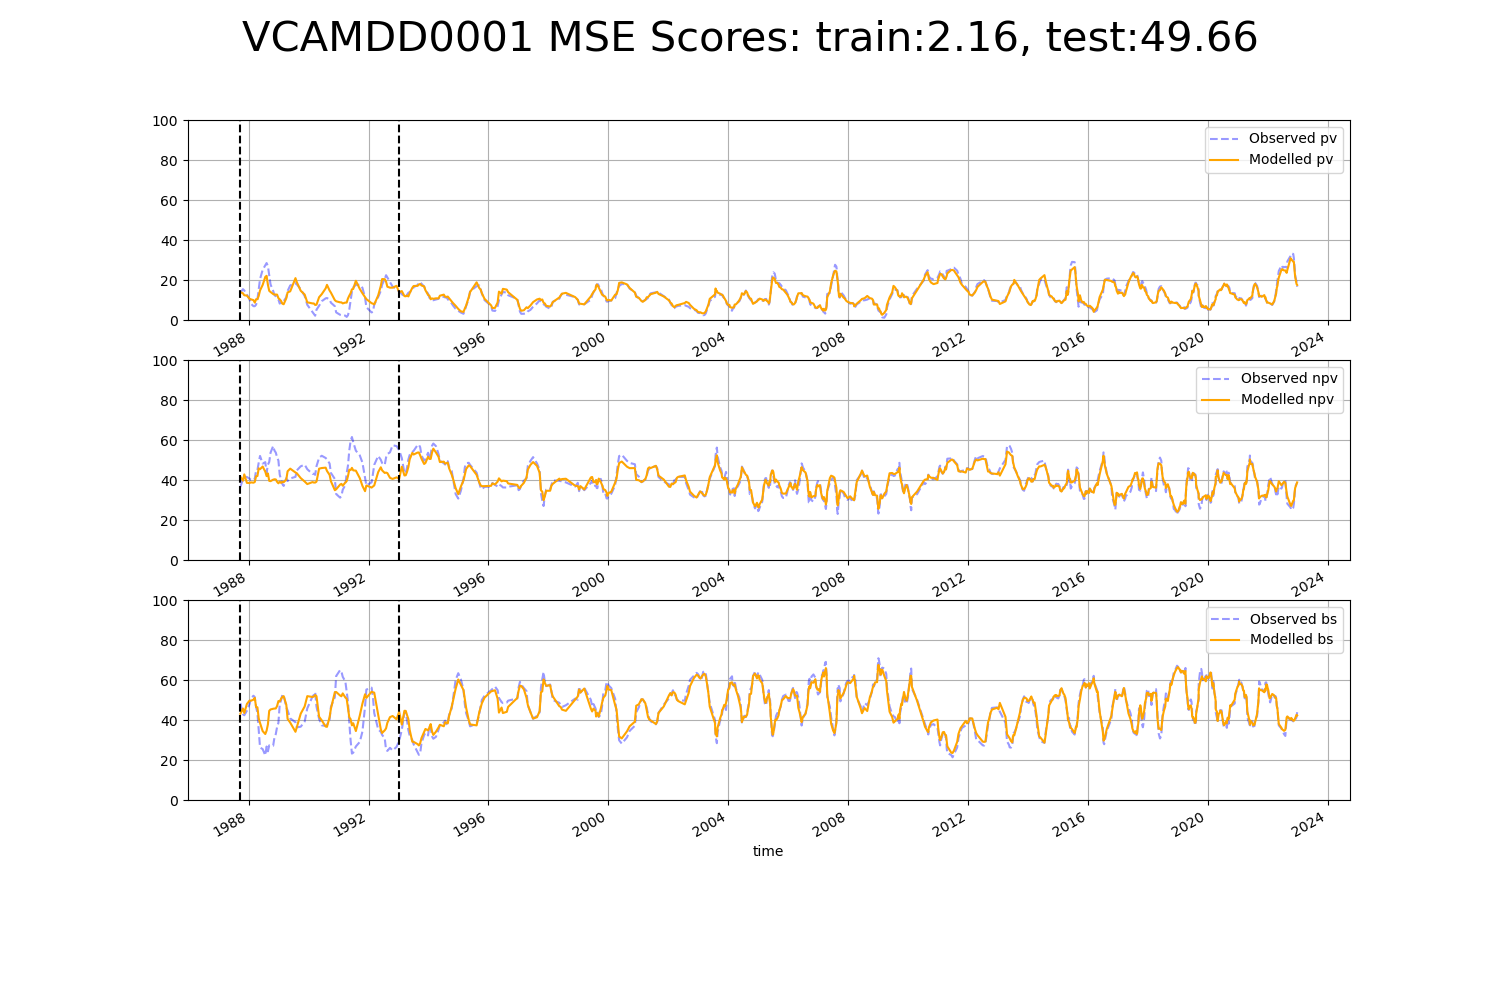 VCAMDD0001 MSE Scores: train:2.16, test:49.66
100
80
60
40
20
0
Observed pv
Modelled pv
1988 1992 1996 2000 2004 2008 2012 2016 2020 2024
100
80
60
40
20
0
Observed npv
Modelled npv
1988 1992 1996 2000 2004 2008 2012 2016 2020 2024
100
80
60
40
20
0
Observed bs
Modelled bs
1988 1992 1996 2000 2004 2008 2012 2016 2020 2024
time